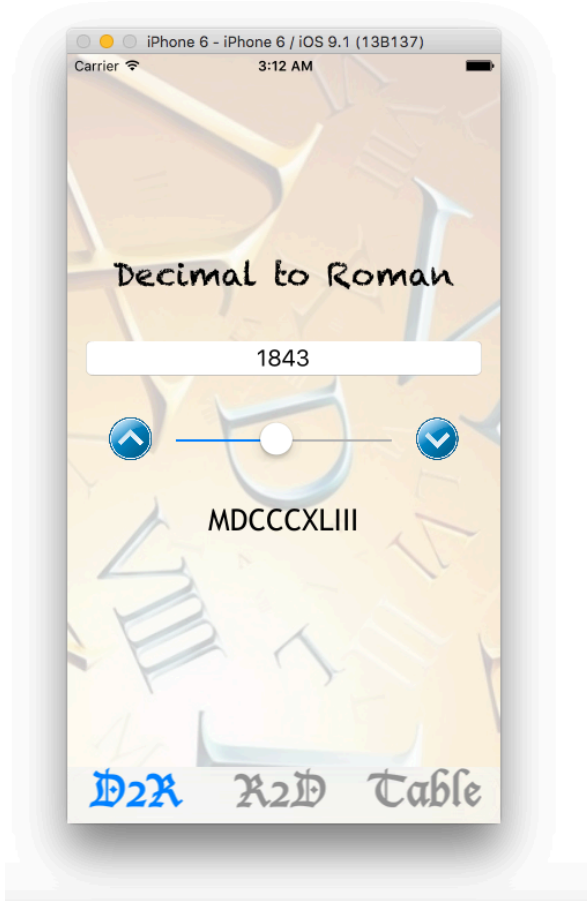 iPhone 6 - iPhone 6 / iOS 9.1 (13B137)
Carrier 3:12 AM
Decimal to Roman
1843
MDCCCXLIII
D2R R2D Table